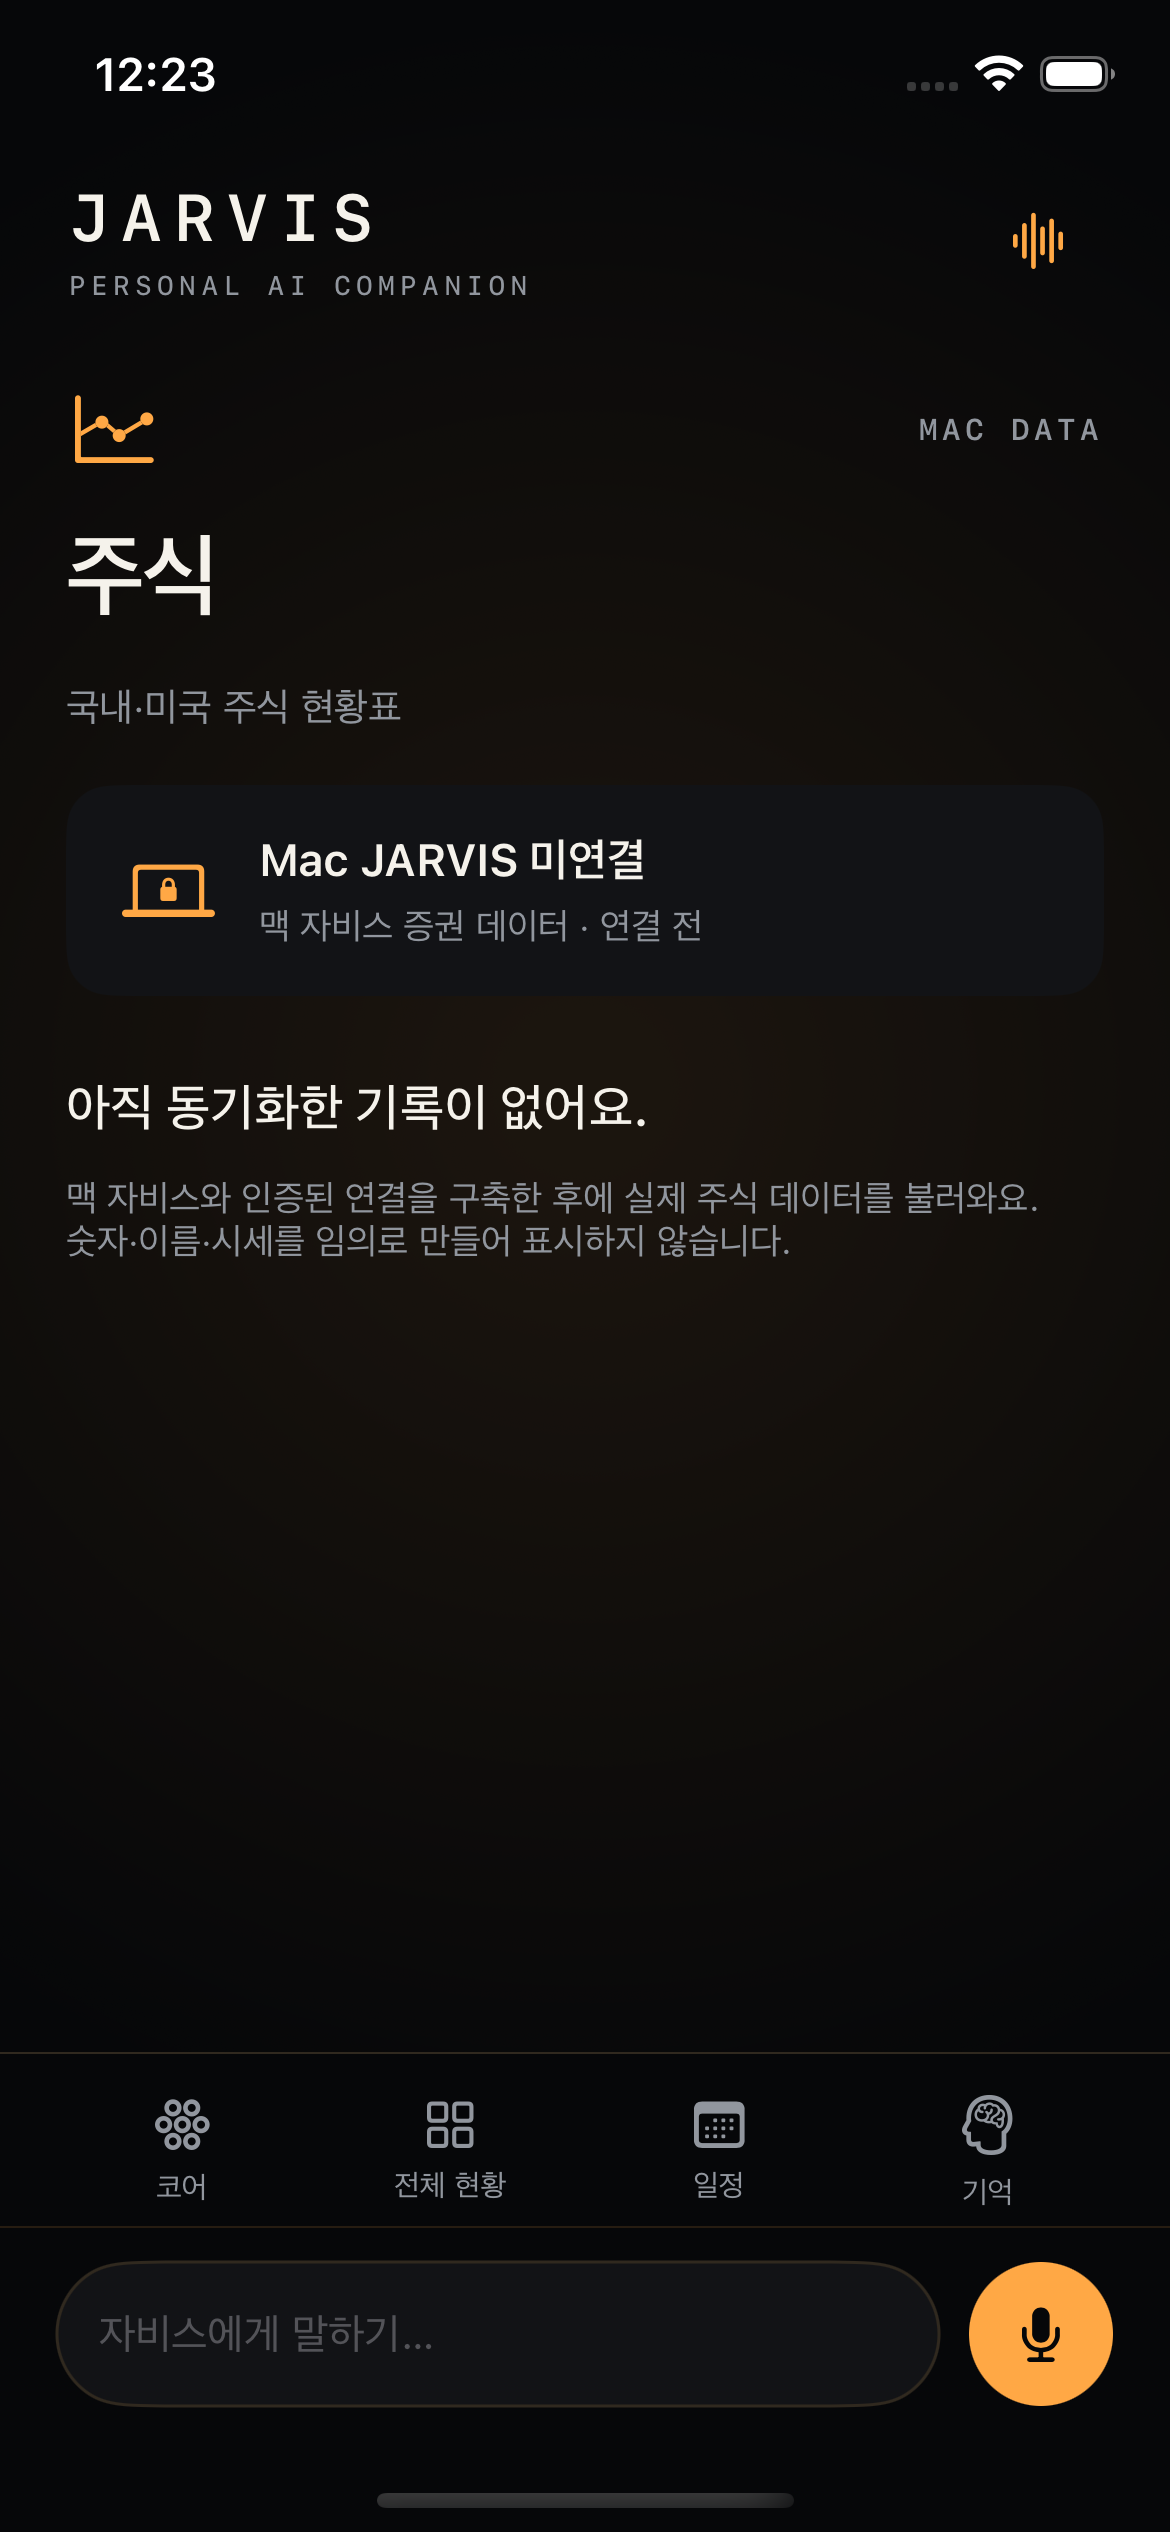 12:23
JARVIS
PERSONAL AI COMPANION
MAC DATA
주식
국내·미국 주식 현황표
Mac JARVIS 미연결
맥 자비스 증권 데이터 · 연결 전
아직 동기화한 기록이 없어요.
맥 자비스와 인증된 연결을 구축한 후에 실제 주식 데이터를 불러와요.
숫자·이름·시세를 임의로 만들어 표시하지 않습니다.
코어
전체 현황
일정
기억
자비스에게 말하기...